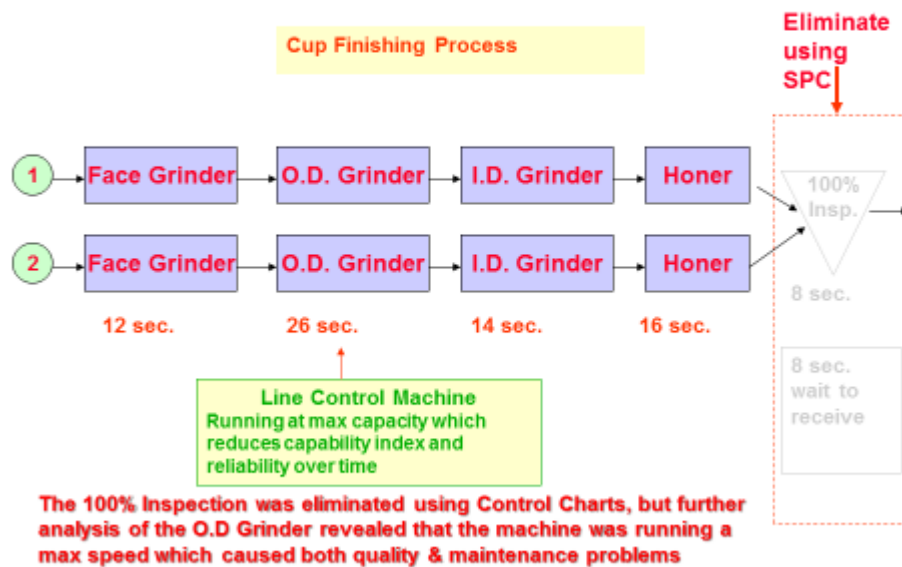 Cup Finishing Process
Eliminate
using
SPC
1
Face Grinder
O.D. Grinder
I.D. Grinder
Honer
100%
Insp.
2
Face Grinder
O.D. Grinder
I.D. Grinder
Honer
12 sec.
26 sec.
14 sec.
16 sec.
8 sec.
8 sec.
wait to
receive
Line Control Machine
Running at max capacity which
reduces capability index and
reliability over time
The 100% Inspection was eliminated using Control Charts, but further
analysis of the O.D Grinder revealed that the machine was running a
max speed which caused both quality & maintenance problems